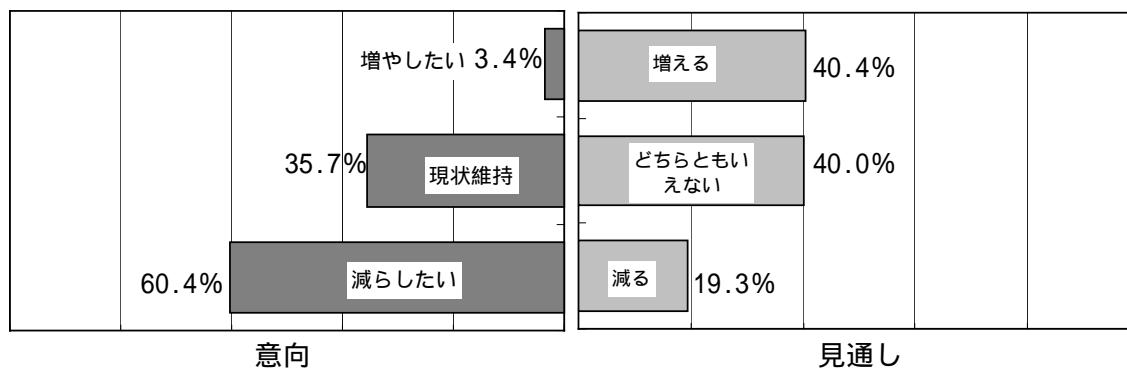 増やしたい 3.4%
35.7%
現状維持
60.4%
減らしたい
意向
増える
40.4%
どちらともい
えない
40.0%
減る
19.3%
見通し